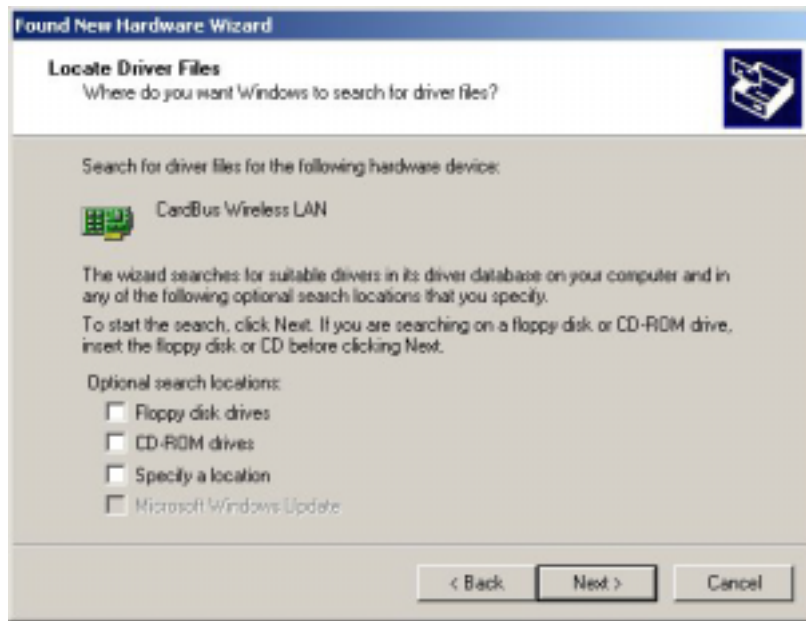 Found New Hardware Wizard
Locate Driver Files
Where do you want Windows to search for driver files?
Search for driver files for the following hardware device:
CardBus Wireless LAN
The wizard searches for suitable drivers in its driver database on your computer and in
any of the following optional search locations that you specify.
To start the search, click Next. If you are searching on a floppy disk or CD-ROM drive,
insert the floppy disk or CD before clicking Next.
Optional search locations:
Floppy disk drives
CD-ROM drives
Specify a location
Microsoft Windows Update
< Back Next > Cancel